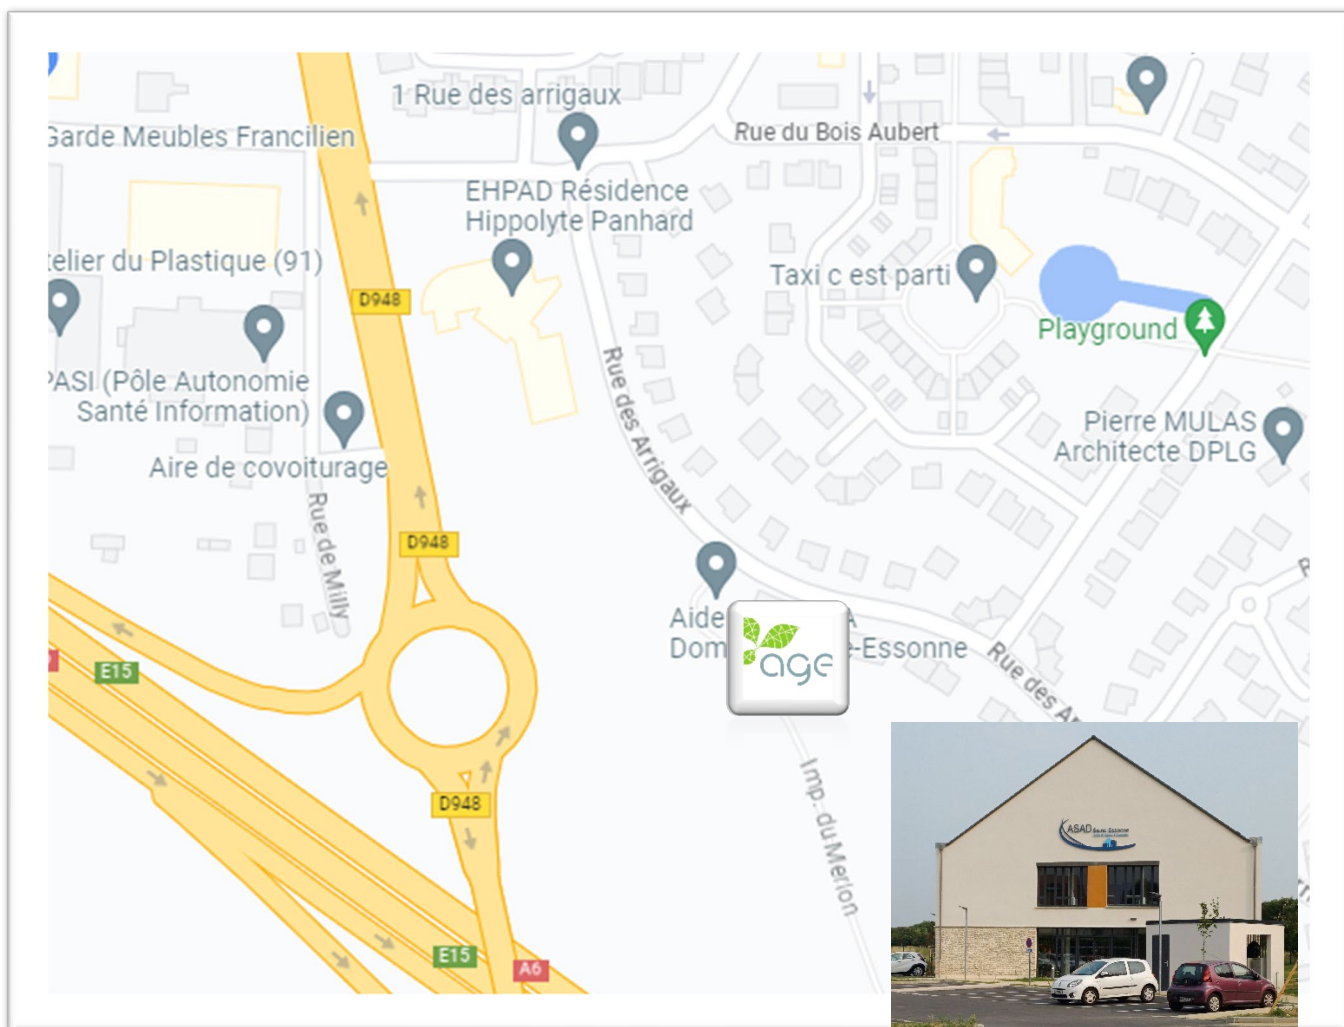 1 Rue des arrigaux
Garde Meubles Francilien
Rue du Bois Aubert
EHPAD Résidence
Hippolyte Panhard
telier du Plastique (91)
Taxi c est parti
D948
Playground
PASI (Pôle Autonomie
Santé Information)
Rue des Arrigaux
Pierre MULAS
Architecte DPLG
Aire de covoiturage
Rue de Milly
D948
Aide A
Dom e-Essonne
age
Rue des Ar
E15
D948
Imp. du Merlon
ASAD
E15
A6